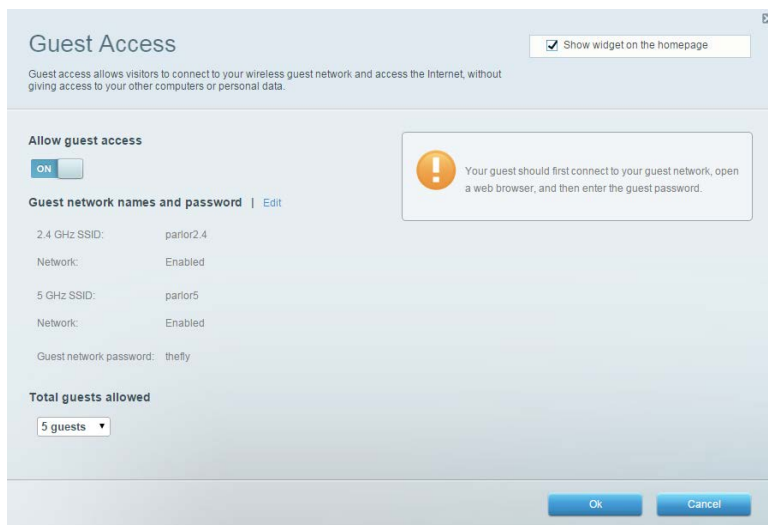 Guest Access
Show widget on the homepage
Guest access allows visitors to connect to your wireless guest network and access the Internet, without
giving access to your other computers or personal data.
Allow guest access
ON
Your guest should first connect to your guest network, open
a web browser, and then enter the guest password.
Guest network names and password | Edit
2.4 GHz SSID: parlor2.4
Network: Enabled
5 GHz SSID: parlor5
Network: Enabled
Guest network password: thefly
Total guests allowed
5 guests
Ok Cancel